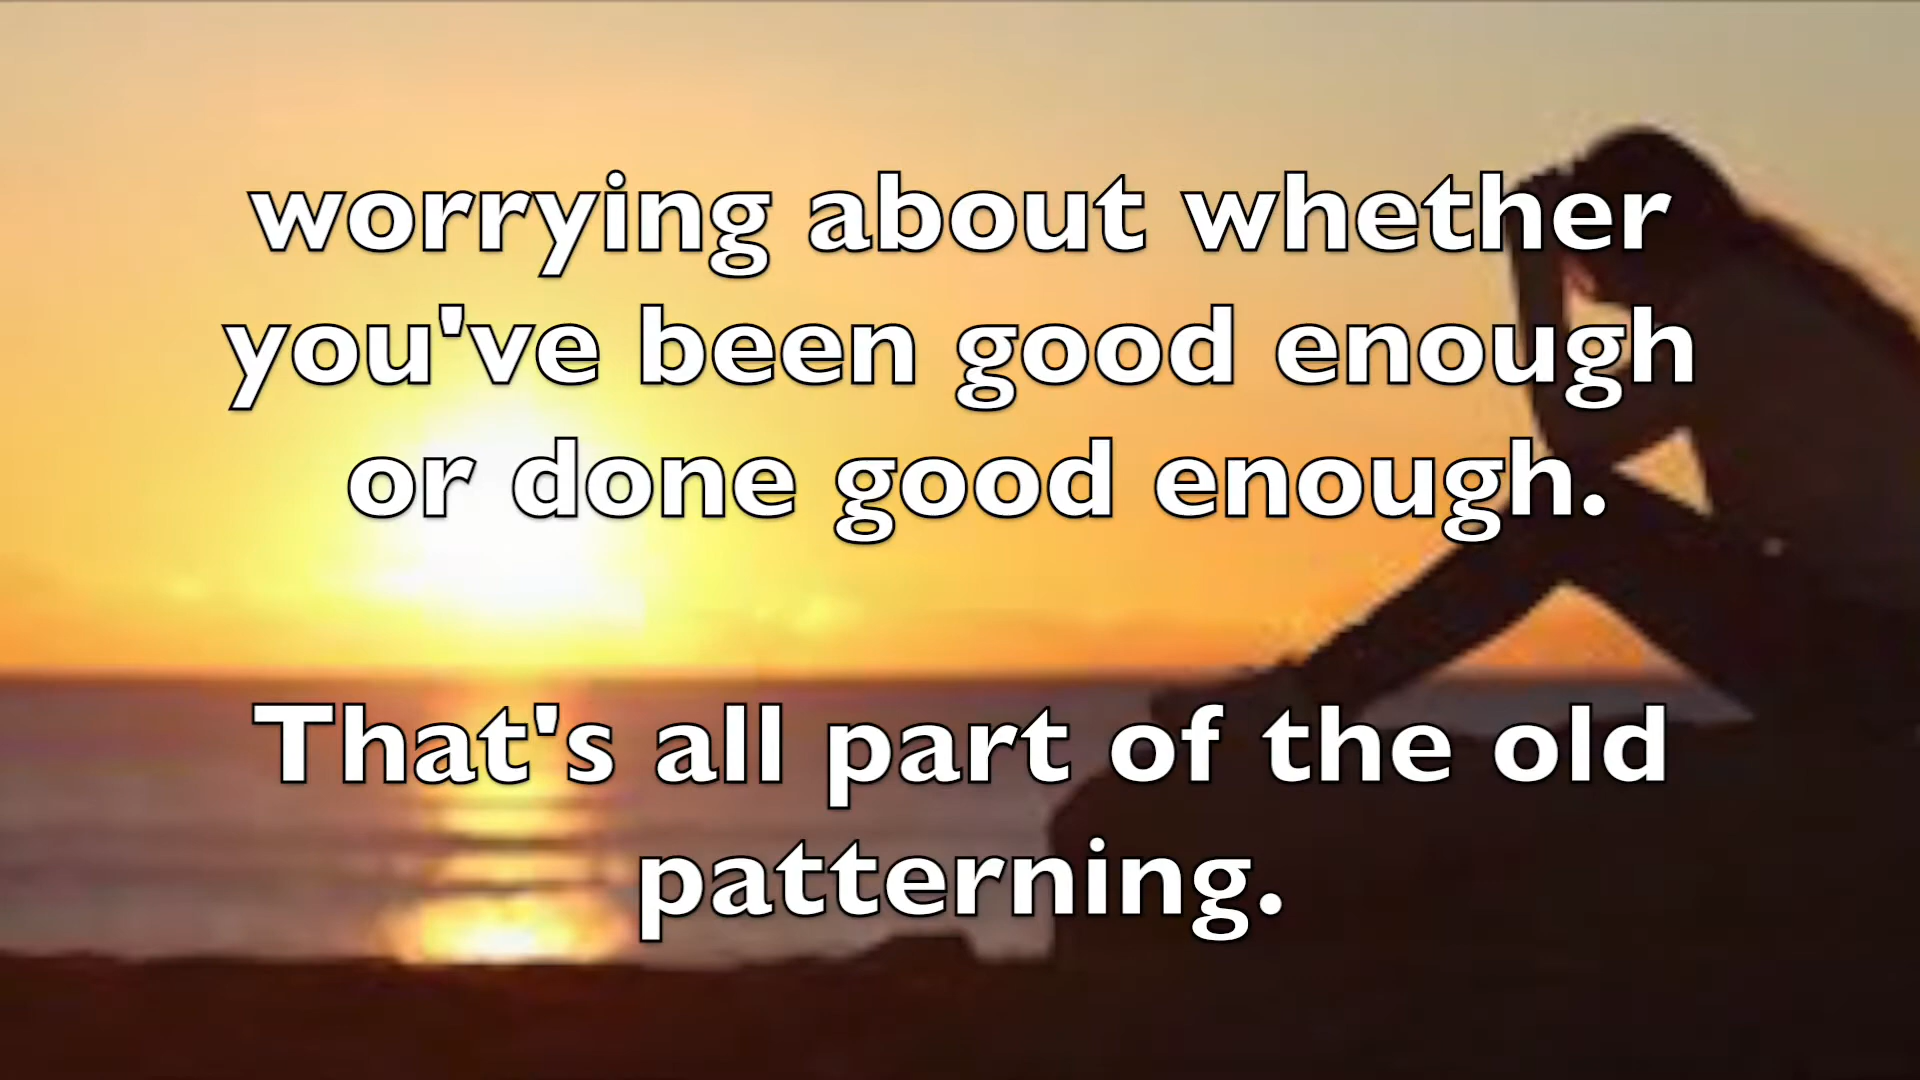 worrying about whether
you've been good enough
or done good enough.
That's all part of the old
patterning.